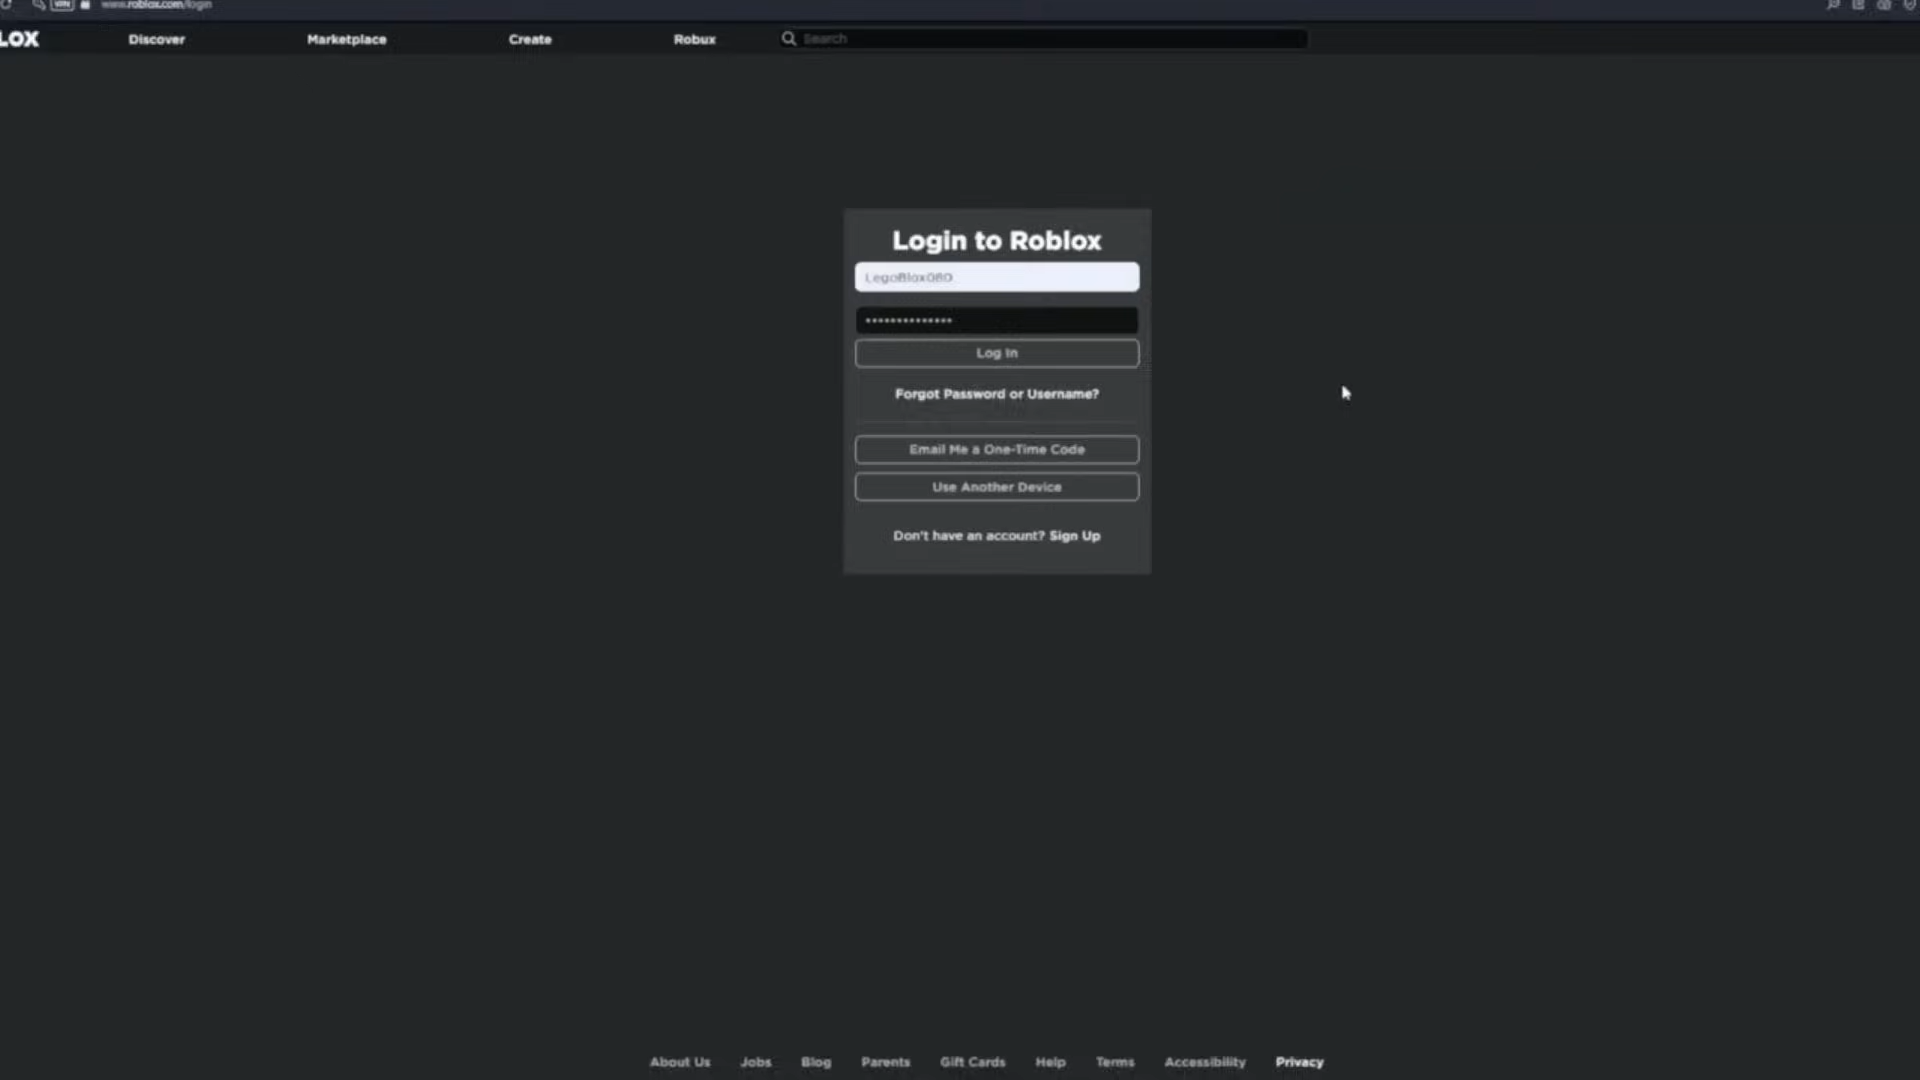 www.roblox.com/login
LOX Discover Marketplace Create Robux Search
Login to Roblox
••••••••••••••
Log In
Forgot Password or Username?
Email Me a One-Time Code
Use Another Device
Don't have an account? Sign Up
About Us Jobs Blog Parents Gift Cards Help Terms Accessibility Privacy